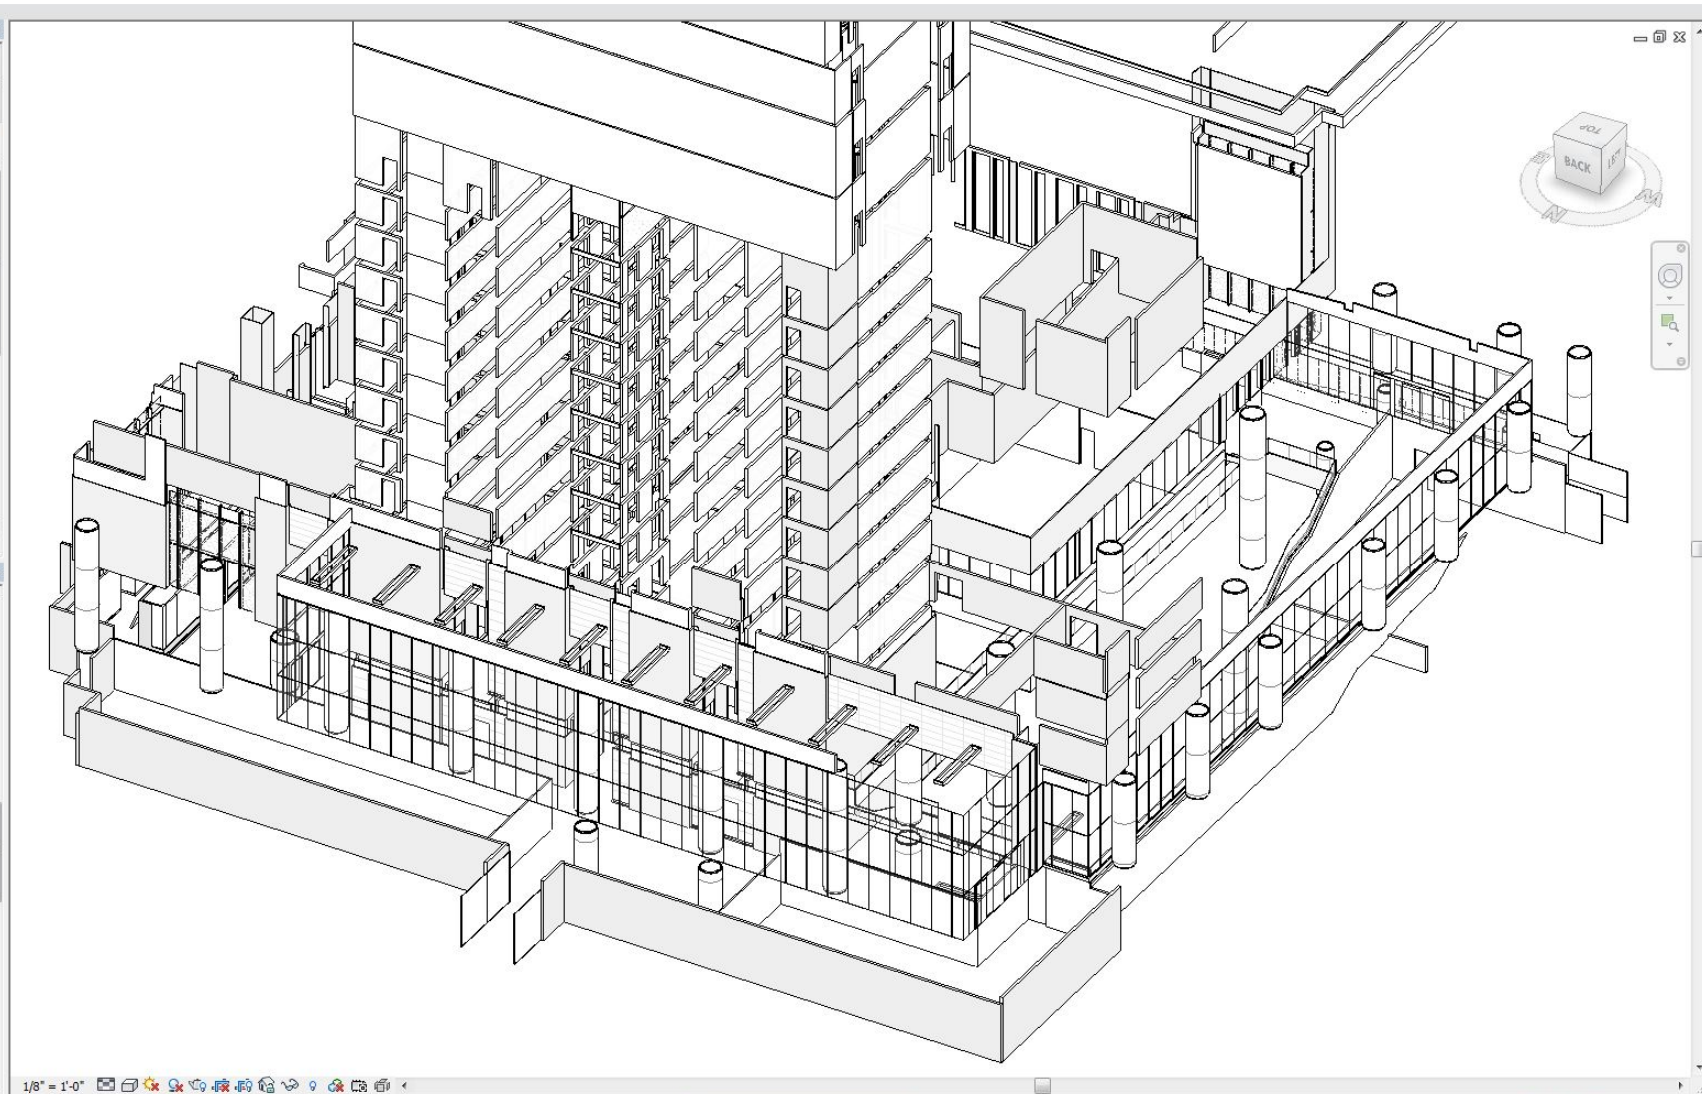 TOP
BACK
LEFT
N
W
1/8" = 1'-0"